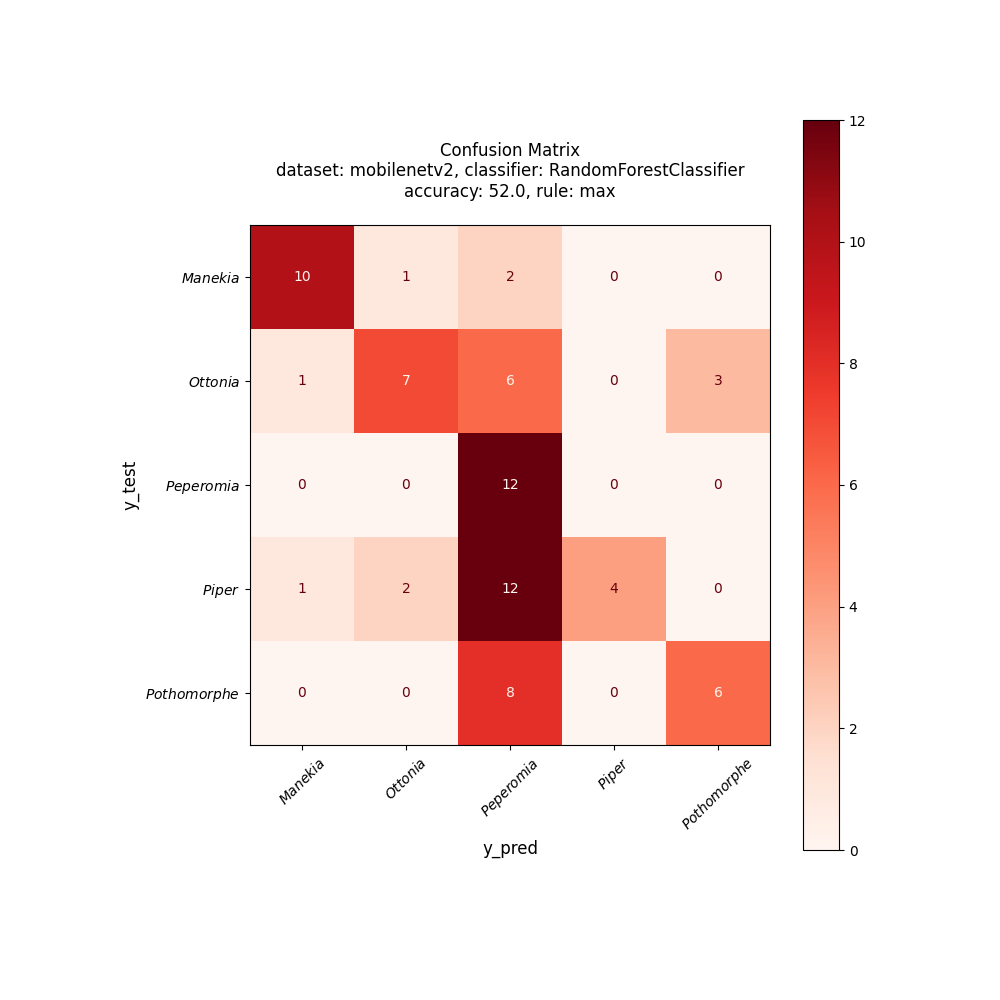 Confusion Matrix
dataset: mobilenetv2, classifier: RandomForestClassifier
accuracy: 52.0, rule: max
12
10
8
6
4
2
0
y_test
Manekia 10 1 2 0 0
Ottonia 1 7 6 0 3
Peperomia 0 0 12 0 0
Piper 1 2 12 4 0
Pothomorphe 0 0 8 0 6
Manekia Ottonia Peperomia Piper Pothomorphe
y_pred